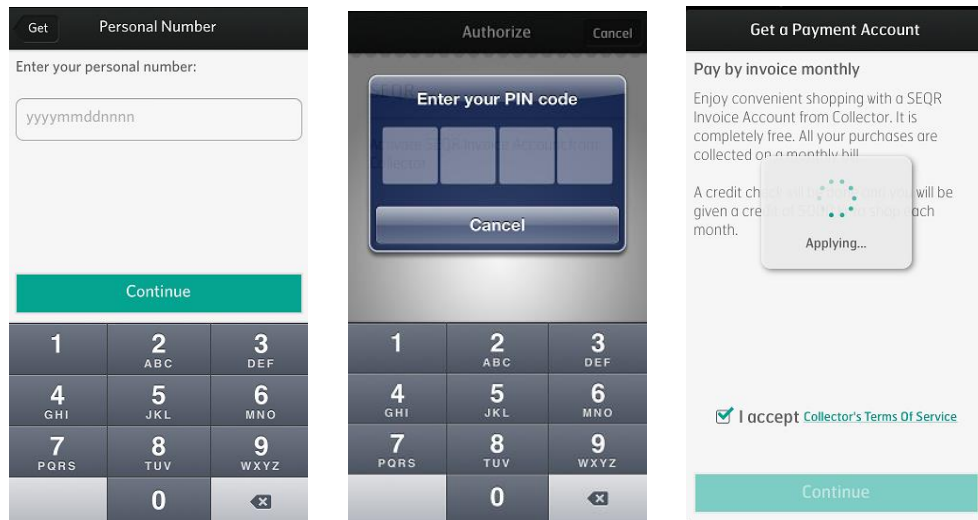 Get
Personal Number
Enter your personal number:
yyyymmddnnnn
Continue
1
2
ABC
3
DEF
4
GHI
5
JKL
6
MNO
7
PQRS
8
TUV
9
WXYZ
0
Authorize
Cancel
Enter your PIN code
Cancel
1
2
ABC
3
DEF
4
GHI
5
JKL
6
MNO
7
PQRS
8
TUV
9
WXYZ
0
Get a Payment Account
Pay by invoice monthly
Enjoy convenient shopping with a SEQR
Invoice Account from Collector. It is
completely free. All your purchases are
collected on a monthly bill.
A credit will be
given a each
month.
Applying...
I accept Collector's Terms Of Service
Continue